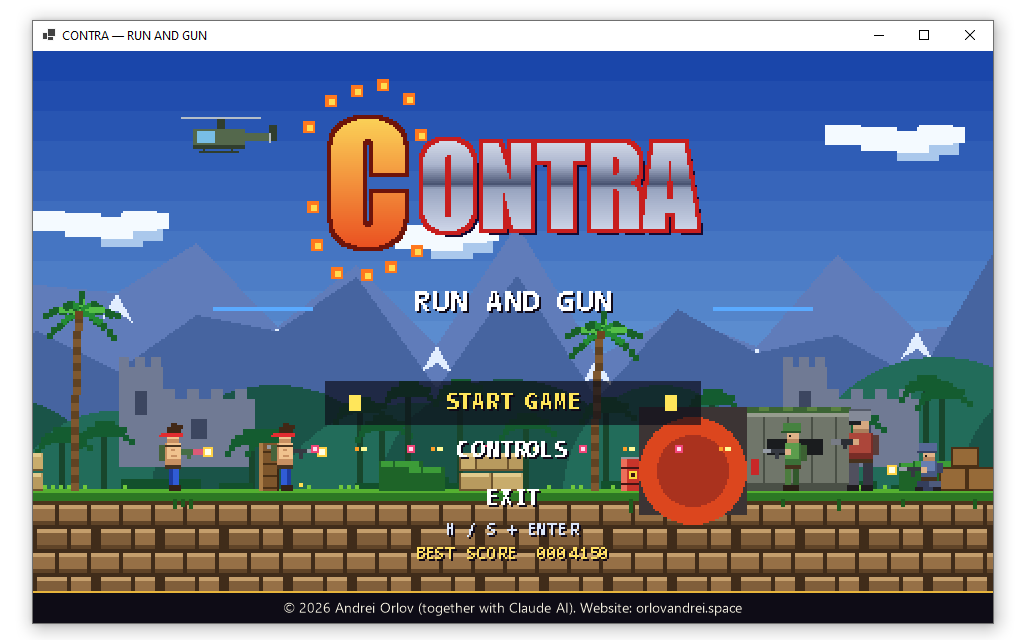 CONTRA — RUN AND GUN
CONTRA
RUN AND GUN
START GAME
CONTROLS
EXIT
W / S + ENTER
BEST SCORE 0004150
© 2026 Andrei Orlov (together with Claude AI). Website: orlovandrei.space